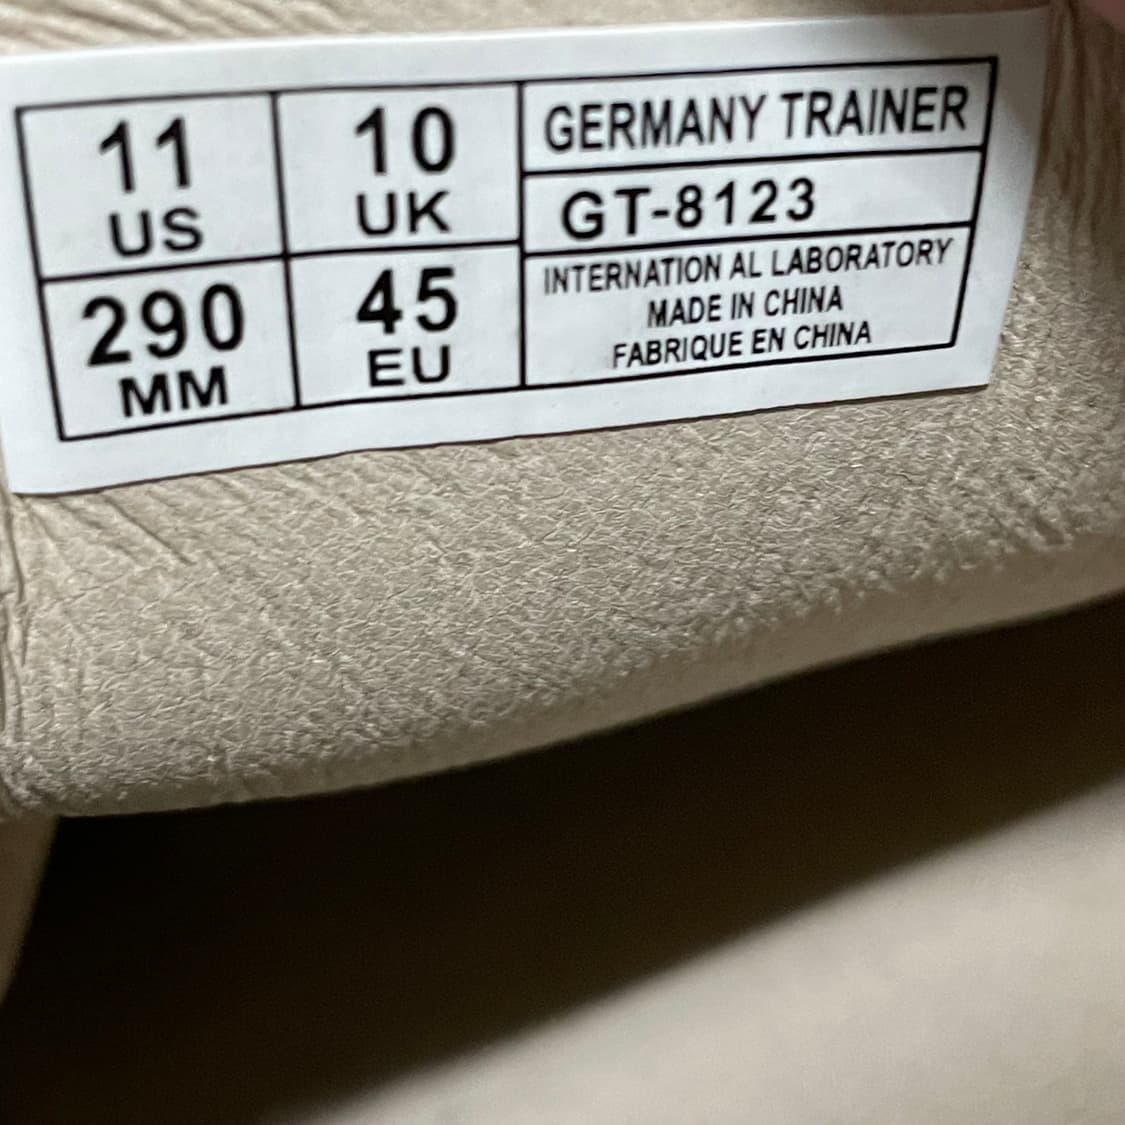 11
US
10
UK
290
MM
45
EU
GERMANY TRAINER
GT-8123
INTERNATION AL LABORATORY
MADE IN CHINA
FABRIQUE EN CHINA